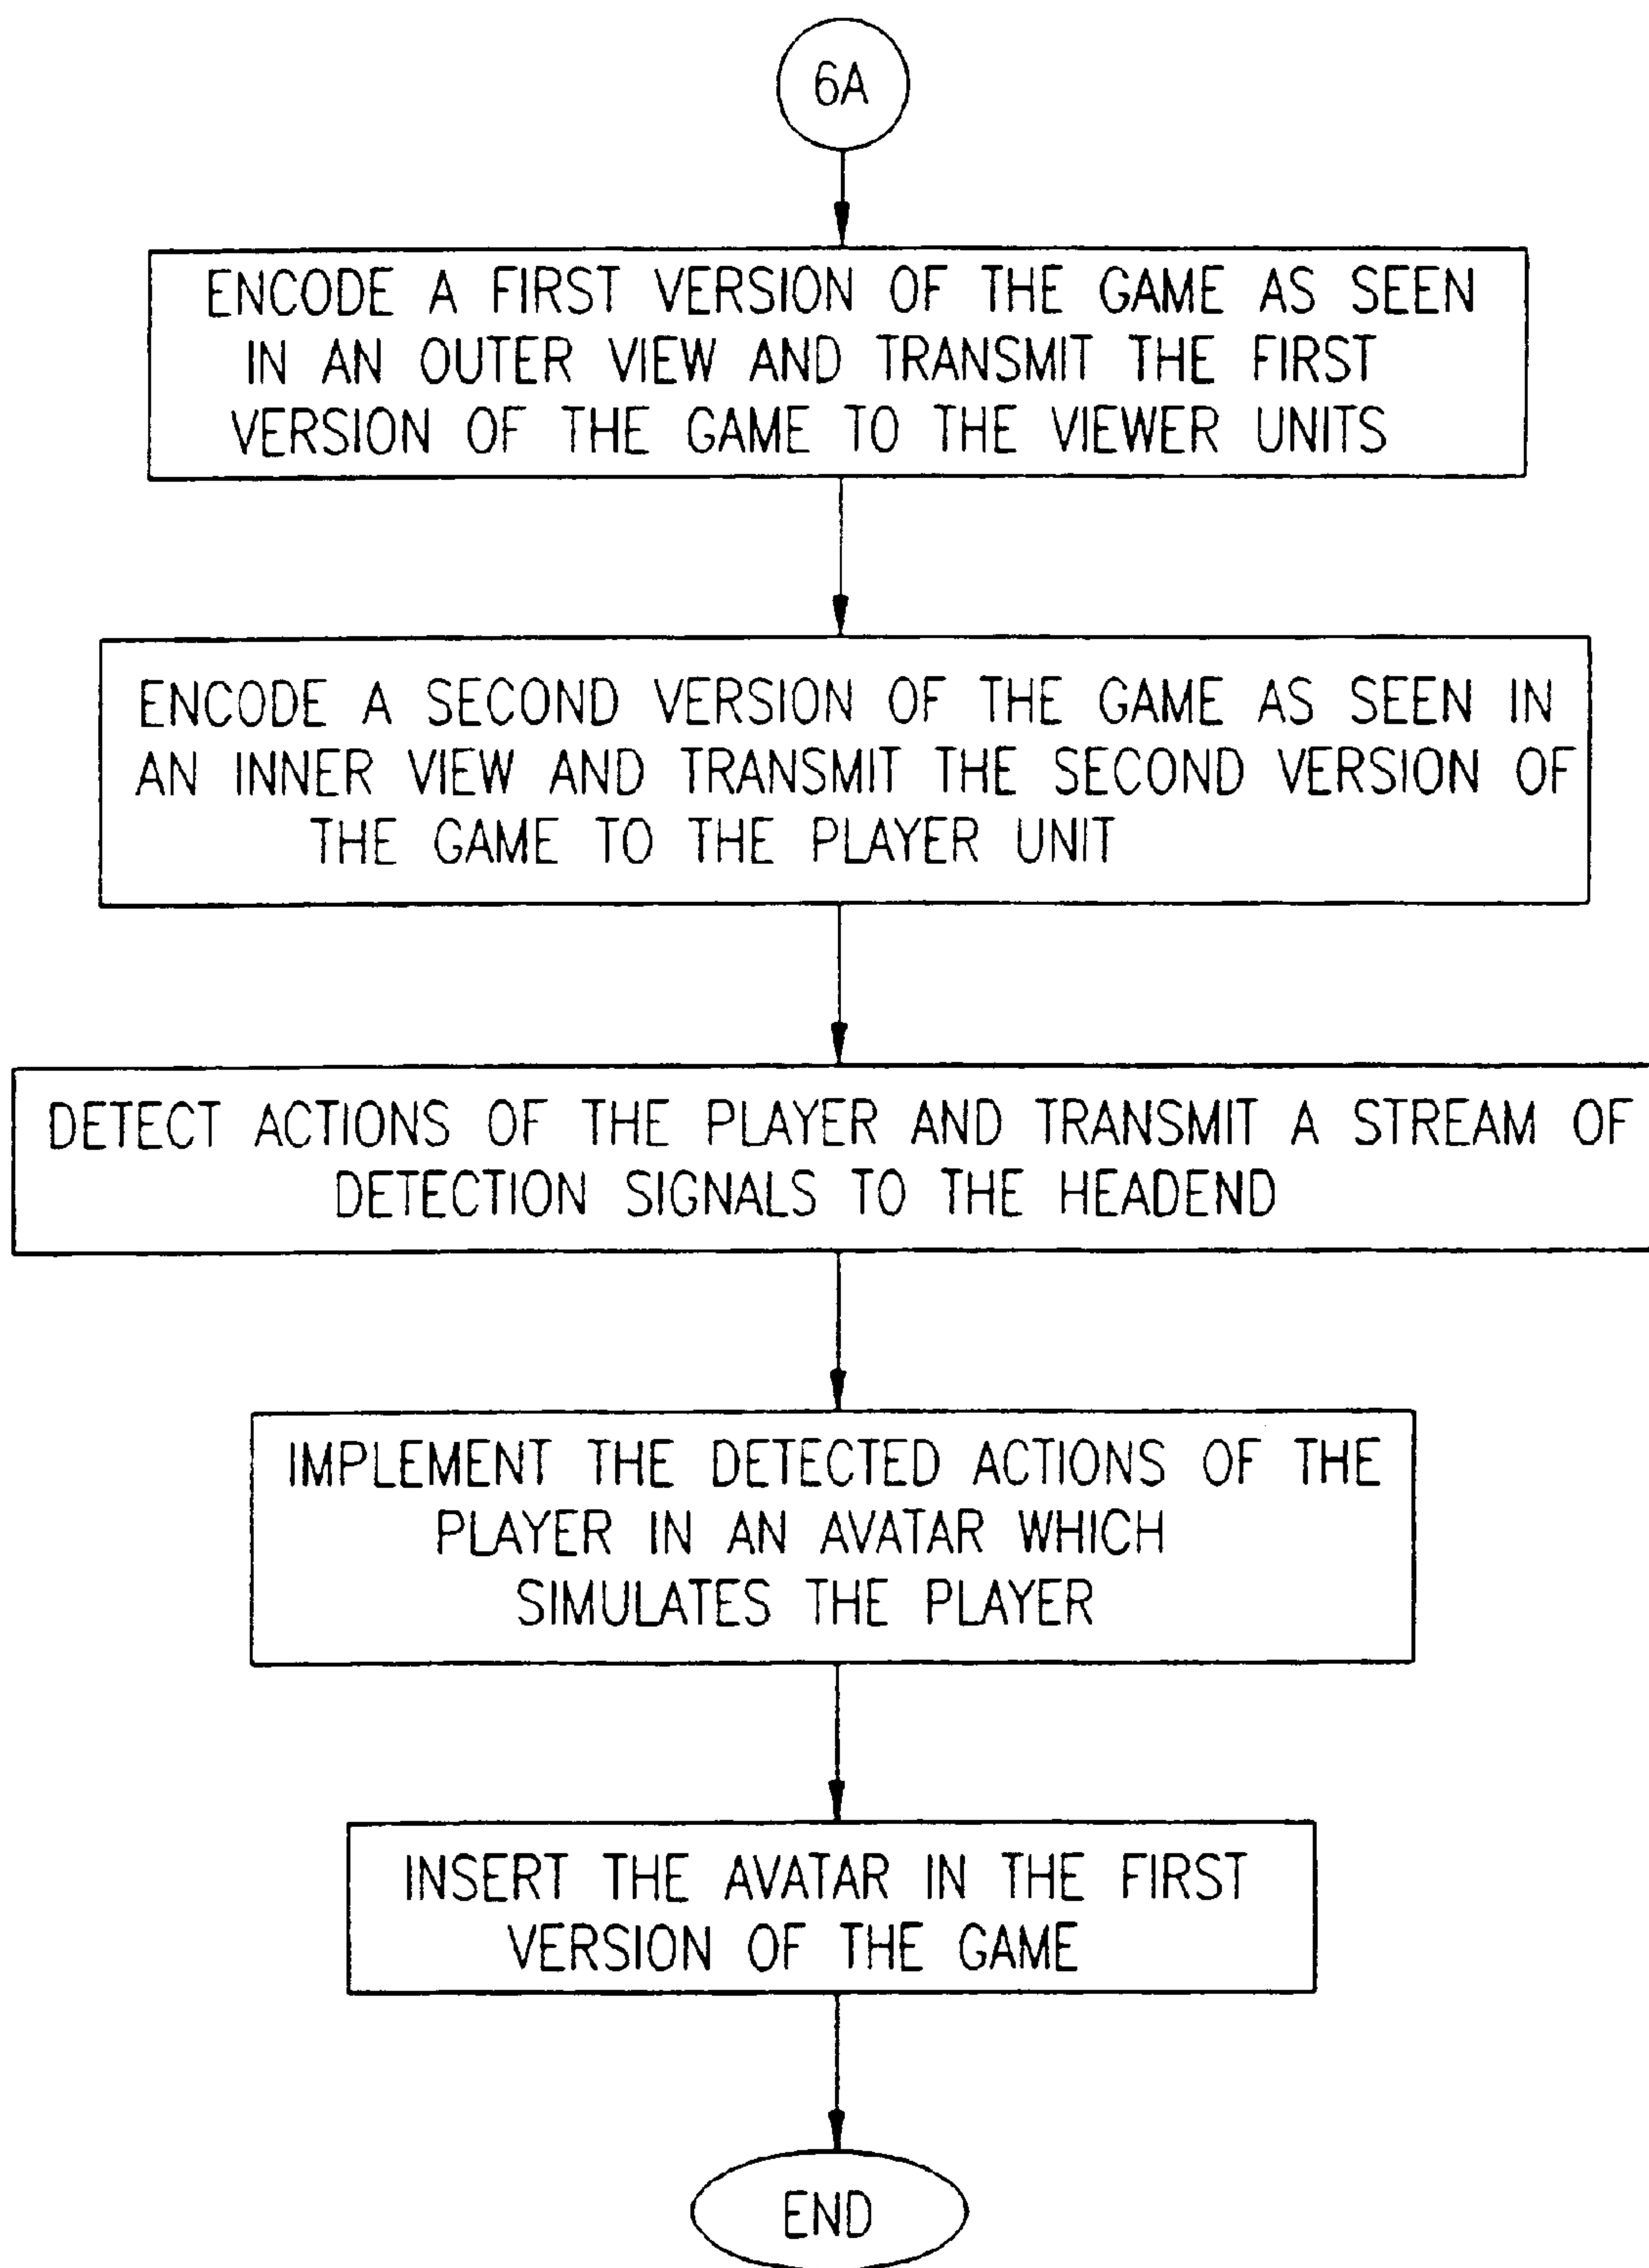 6A
ENCODE A FIRST VERSION OF THE GAME AS SEEN
IN AN OUTER VIEW AND TRANSMIT THE FIRST
VERSION OF THE GAME TO THE VIEWER UNITS
ENCODE A SECOND VERSION OF THE GAME AS SEEN IN
AN INNER VIEW AND TRANSMIT THE SECOND VERSION OF
THE GAME TO THE PLAYER UNIT
DETECT ACTIONS OF THE PLAYER AND TRANSMIT A STREAM OF
DETECTION SIGNALS TO THE HEADEND
IMPLEMENT THE DETECTED ACTIONS OF THE
PLAYER IN AN AVATAR WHICH
SIMULATES THE PLAYER
INSERT THE AVATAR IN THE FIRST
VERSION OF THE GAME
END